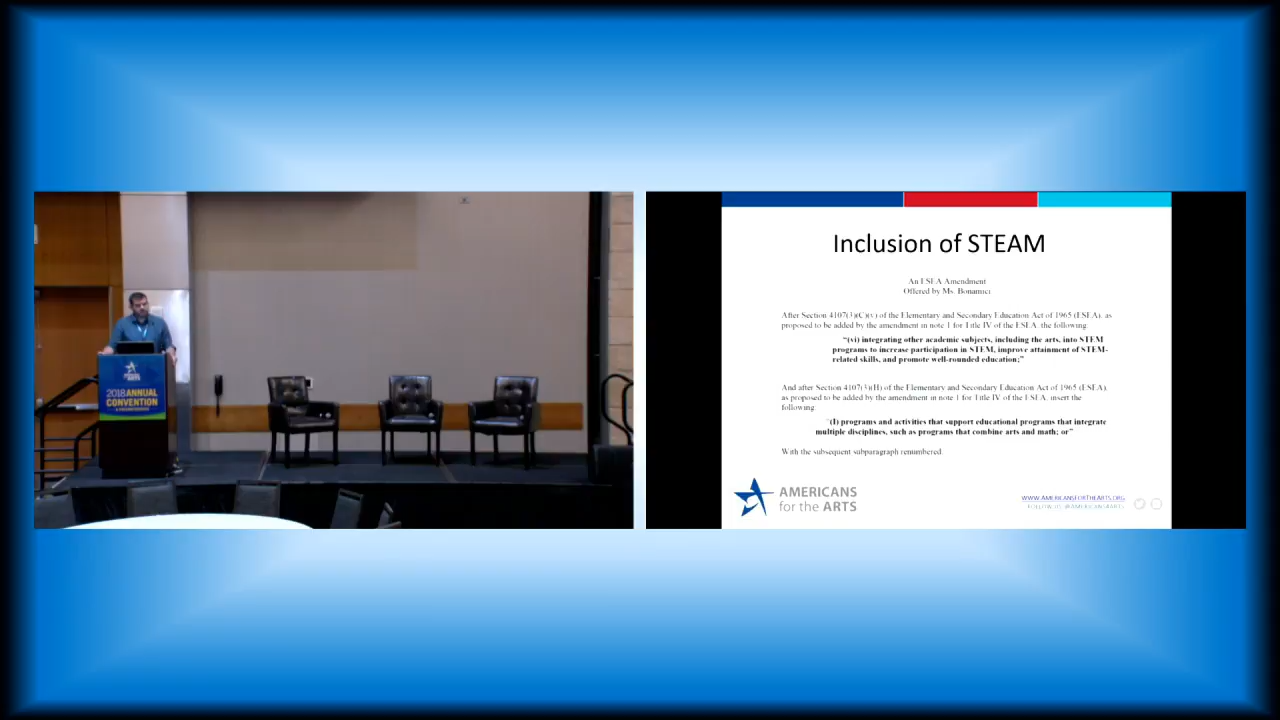 2018 ANNUAL
CONVENTION
Inclusion of STEAM
An ESEA Amendment
Offered by Ms. Bonamici
After Section 4107(3)(C)(v) of the Elementary and Secondary Education Act of 1965 (ESEA), as
proposed to be added by the amendment in note 1 for Title IV of the ESEA, the following:
"(vi) integrating other academic subjects, including the arts, into STEM
programs to increase participation in STEM, improve attainment of STEM-
related skills, and promote well-rounded education;"
And after Section 4107(3)(H) of the Elementary and Secondary Education Act of 1965 (ESEA),
as proposed to be added by the amendment in note 1 for Title IV of the ESEA, insert the
following:
"(I) programs and activities that support educational programs that integrate
multiple disciplines, such as programs that combine arts and math; or"
With the subsequent subparagraph renumbered.
AMERICANS
for the ARTS
WWW.AMERICANSFORTHEARTS.ORG
FOLLOW US @AMERICANS4ARTS